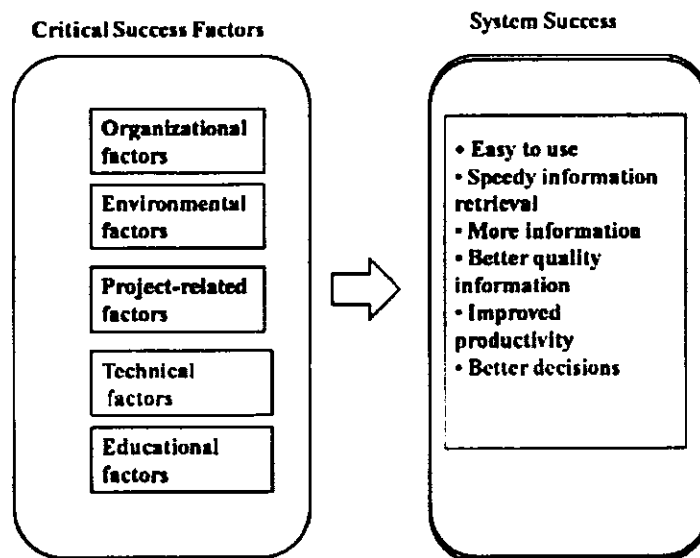 Critical Success Factors
Organizational
factors
Environmental
factors
Project-related
factors
Technical
factors
Educational
factors
System Success
• Easy to use
• Speedy information
retrieval
• More information
• Better quality
information
• Improved
productivity
• Better decisions